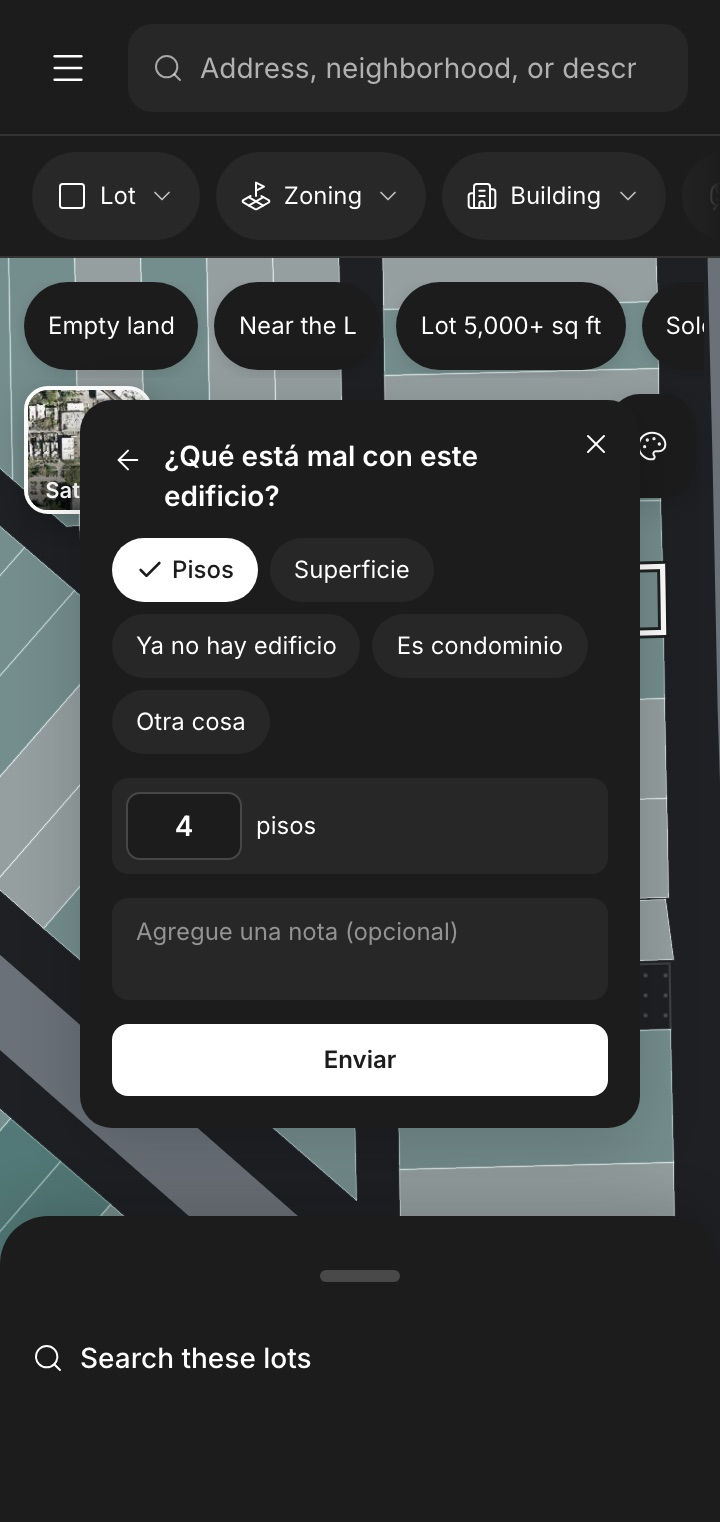 Address, neighborhood, or descr
Lot
Zoning
Building
Empty land
Near the L
Lot 5,000+ sq ft
¿Qué está mal con este
edificio?
Pisos
Superficie
Ya no hay edificio
Es condominio
Otra cosa
4 pisos
Agregue una nota (opcional)
Enviar
Search these lots